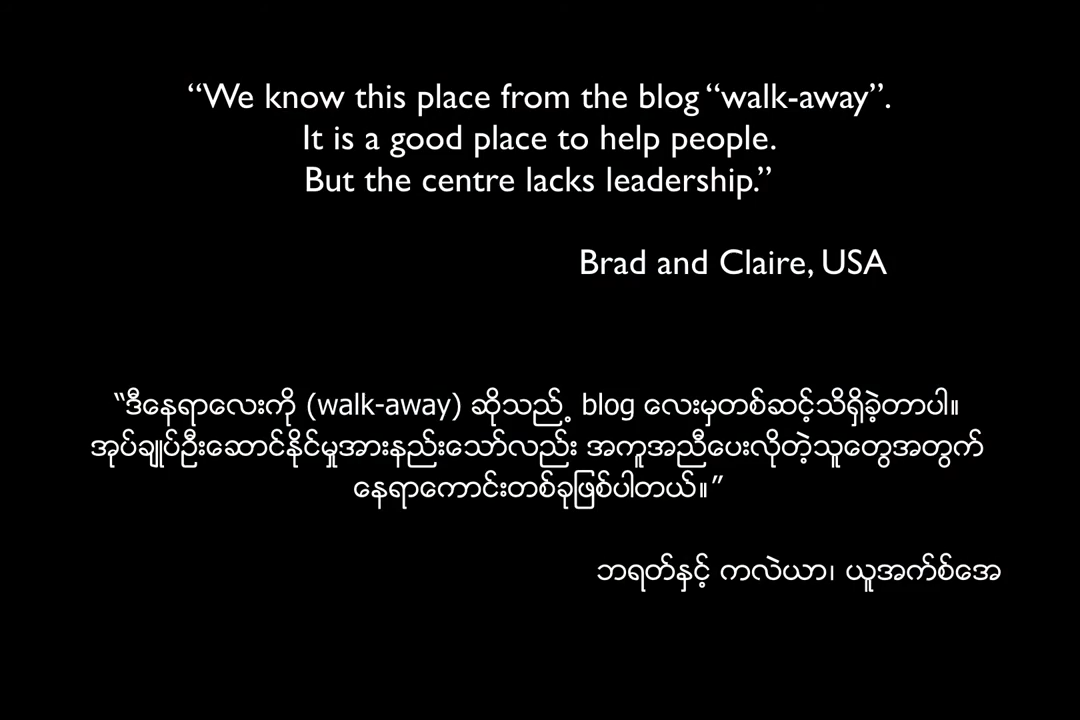 “We know this place from the blog “walk-away”.
It is a good place to help people.
But the centre lacks leadership.”
Brad and Claire, USA
“ဒီနေရာလေးကို (walk-away) ဆိုသည့် blog လေးမှတစ်ဆင့်သိရှိခဲ့တာပါ။
အုပ်ချုပ်ဦးဆောင်နိုင်မှုအားနည်းသော်လည်း အကူအညီပေးလိုတဲ့သူတွေအတွက်
နေရာကောင်းတစ်ခုဖြစ်ပါတယ်။”
ဘရတ်နှင့် ကလဲယာ၊ ယူအက်စ်အေ